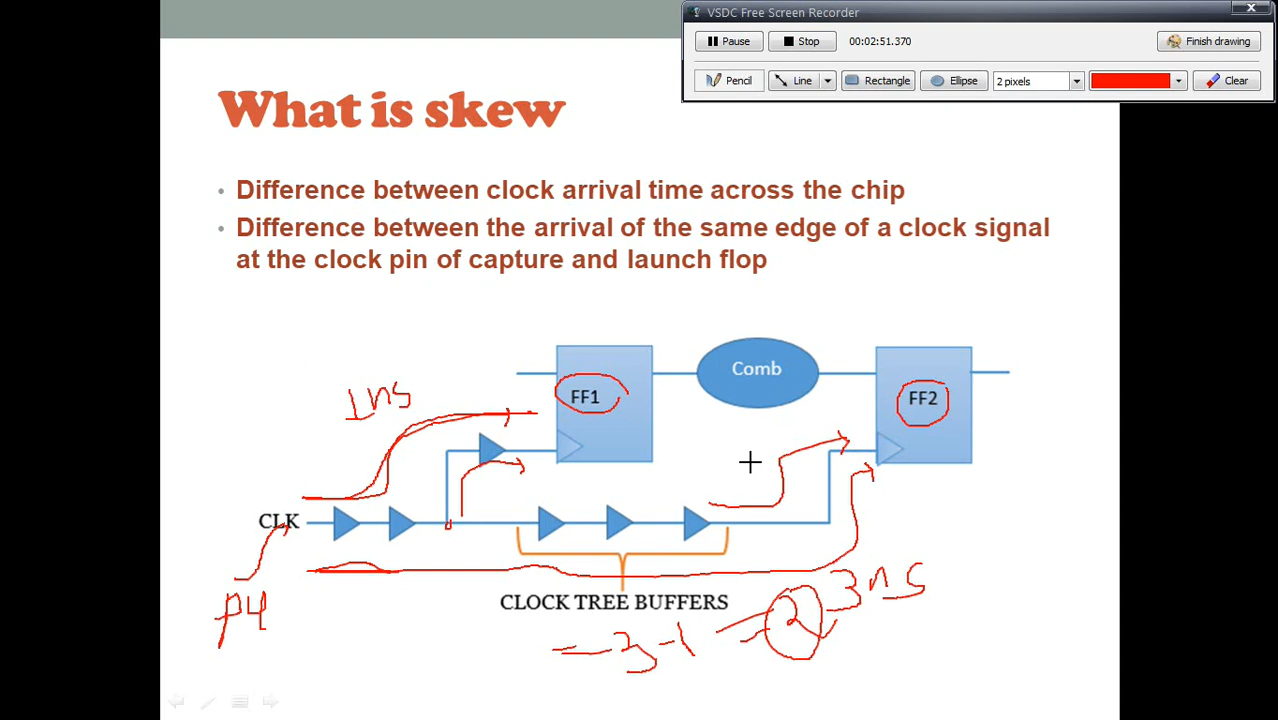 VSDC Free Screen Recorder
Pause Stop 00:02:51.370 Finish drawing
Pencil Line Rectangle Ellipse 2 pixels Clear
What is skew
• Difference between clock arrival time across the chip
• Difference between the arrival of the same edge of a clock signal
at the clock pin of capture and launch flop
Comb
FF1
FF2
1ns
CLK
3ns
CLOCK TREE BUFFERS
= 3-1 = 2